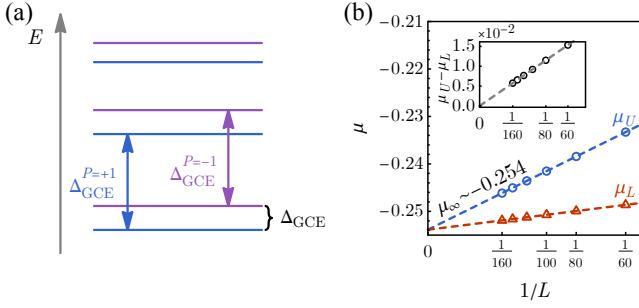 (a)
E
Δ_GCE^{P=+1}
Δ_GCE^{P=−1}
Δ_GCE
(b)
−0.21
−0.22
−0.23
−0.24
−0.25
μ
0
1/160
1/100
1/80
1/60
1/L
μ_U
μ_L
μ_∞∼−0.254
1.5
1.0
0.5
0.0
×10^{−2}
μ_U−μ_L
0
1/160
1/80
1/60